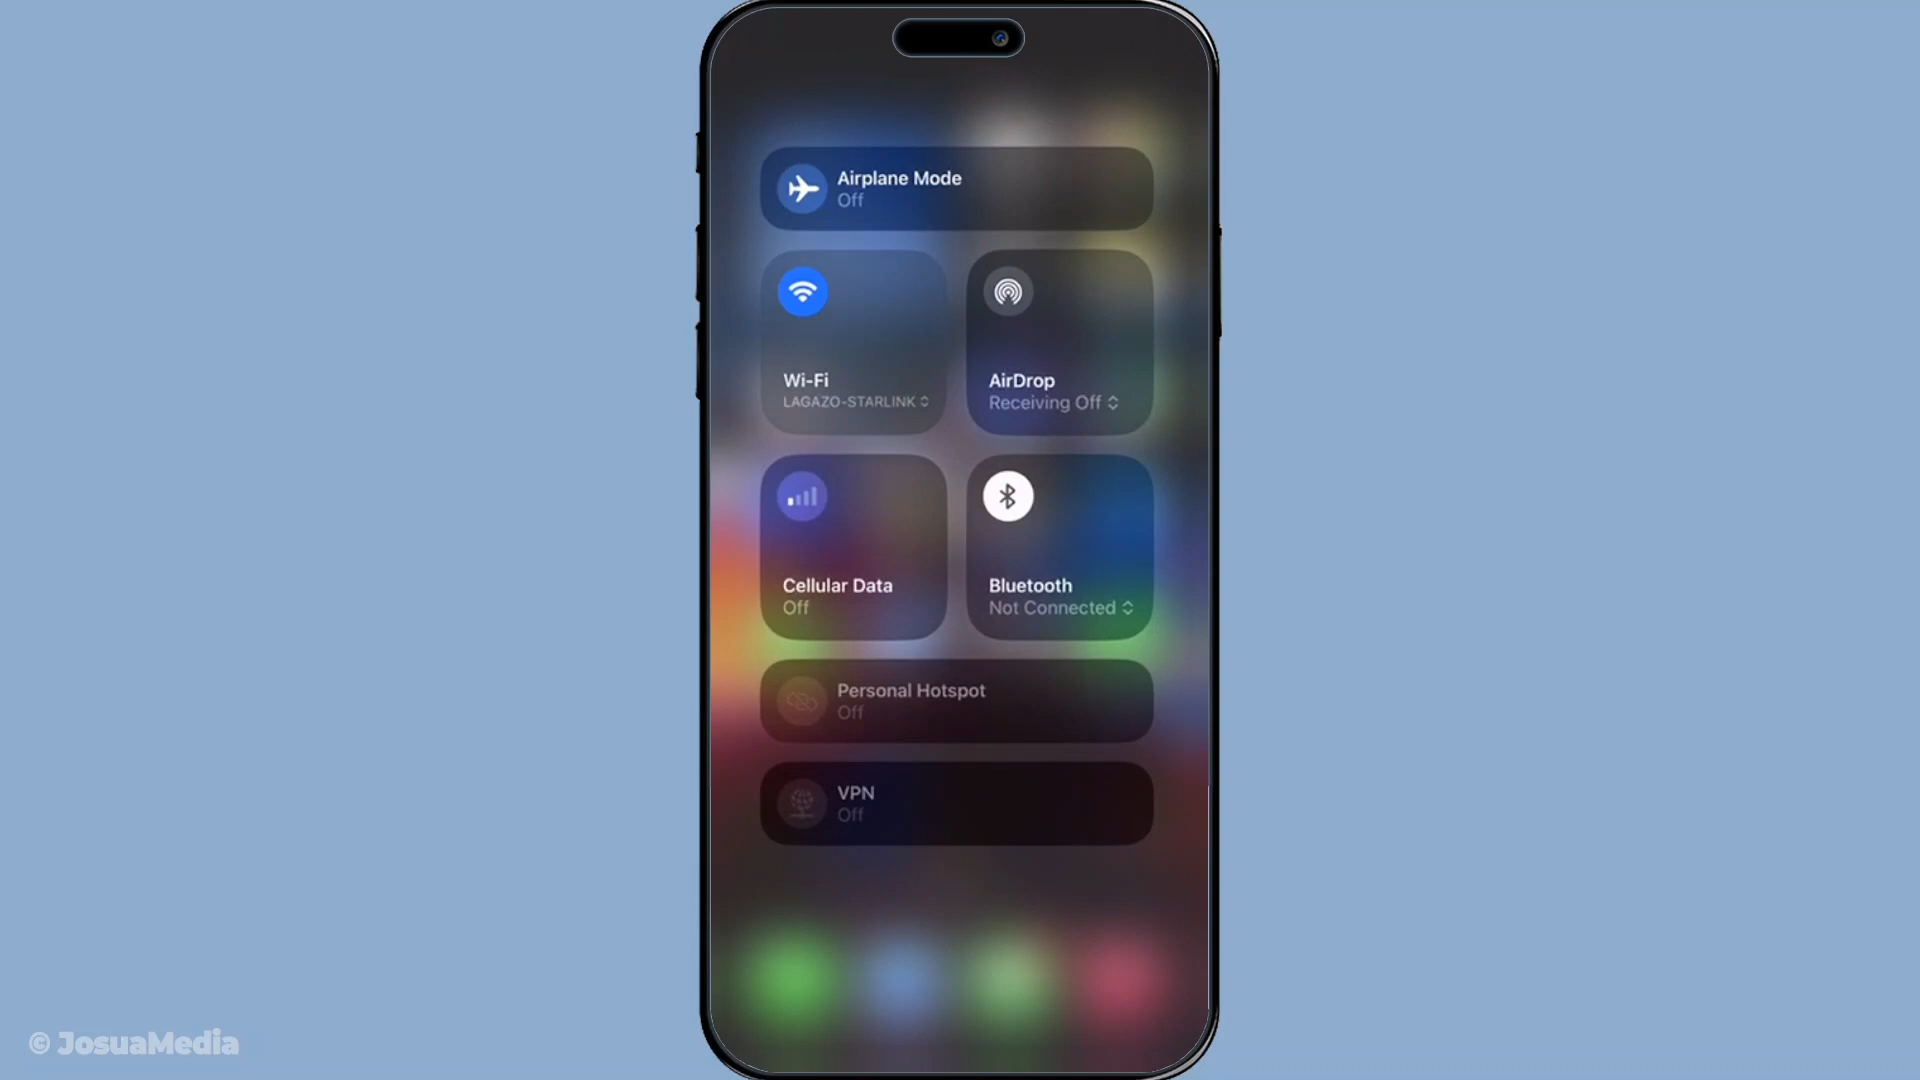 Airplane Mode
Off
Wi-Fi
LAGAZO-STARLINK
AirDrop
Receiving Off
Cellular Data
Off
Bluetooth
Not Connected
Personal Hotspot
Off
VPN
Off
© JosuaMedia